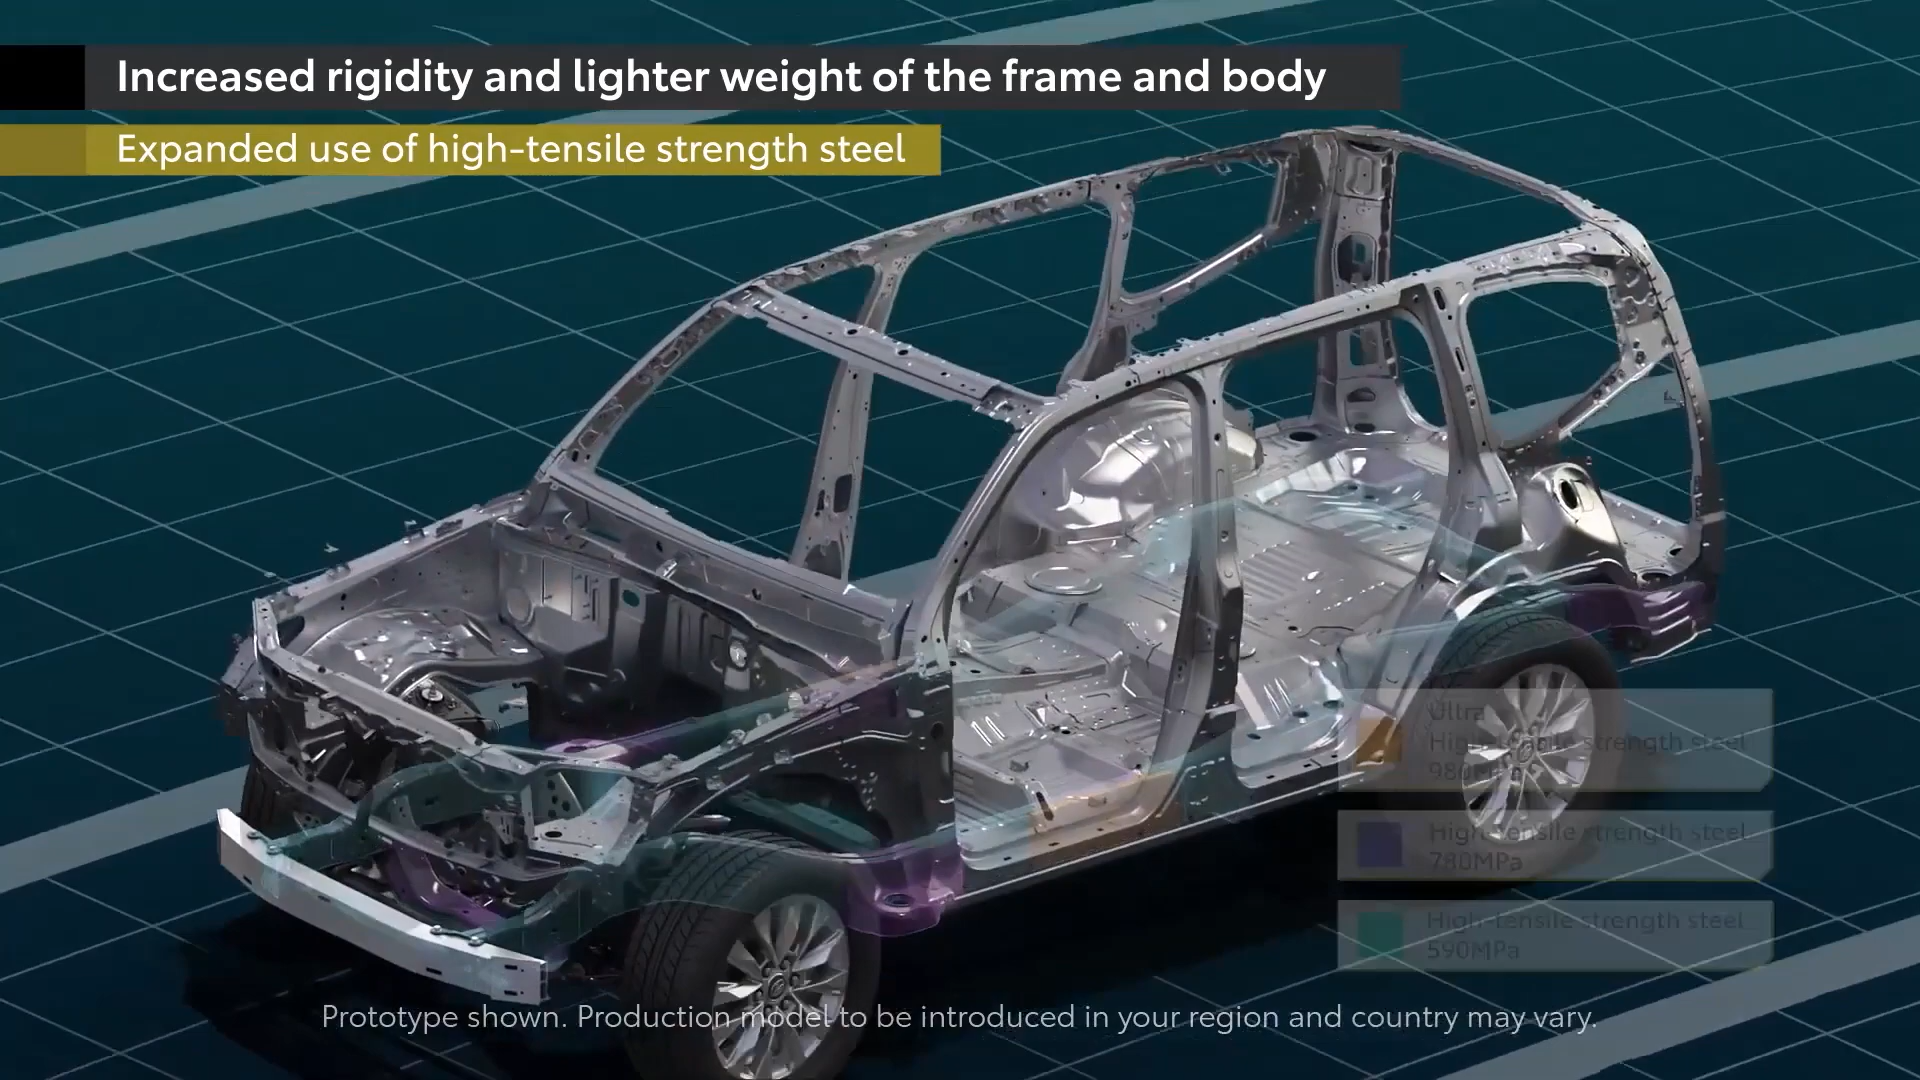 Increased rigidity and lighter weight of the frame and body
Expanded use of high-tensile strength steel
Ultra
High-tensile strength steel
980MPa
High-tensile strength steel
780MPa
High-tensile strength steel
590MPa
Prototype shown. Production model to be introduced in your region and country may vary.